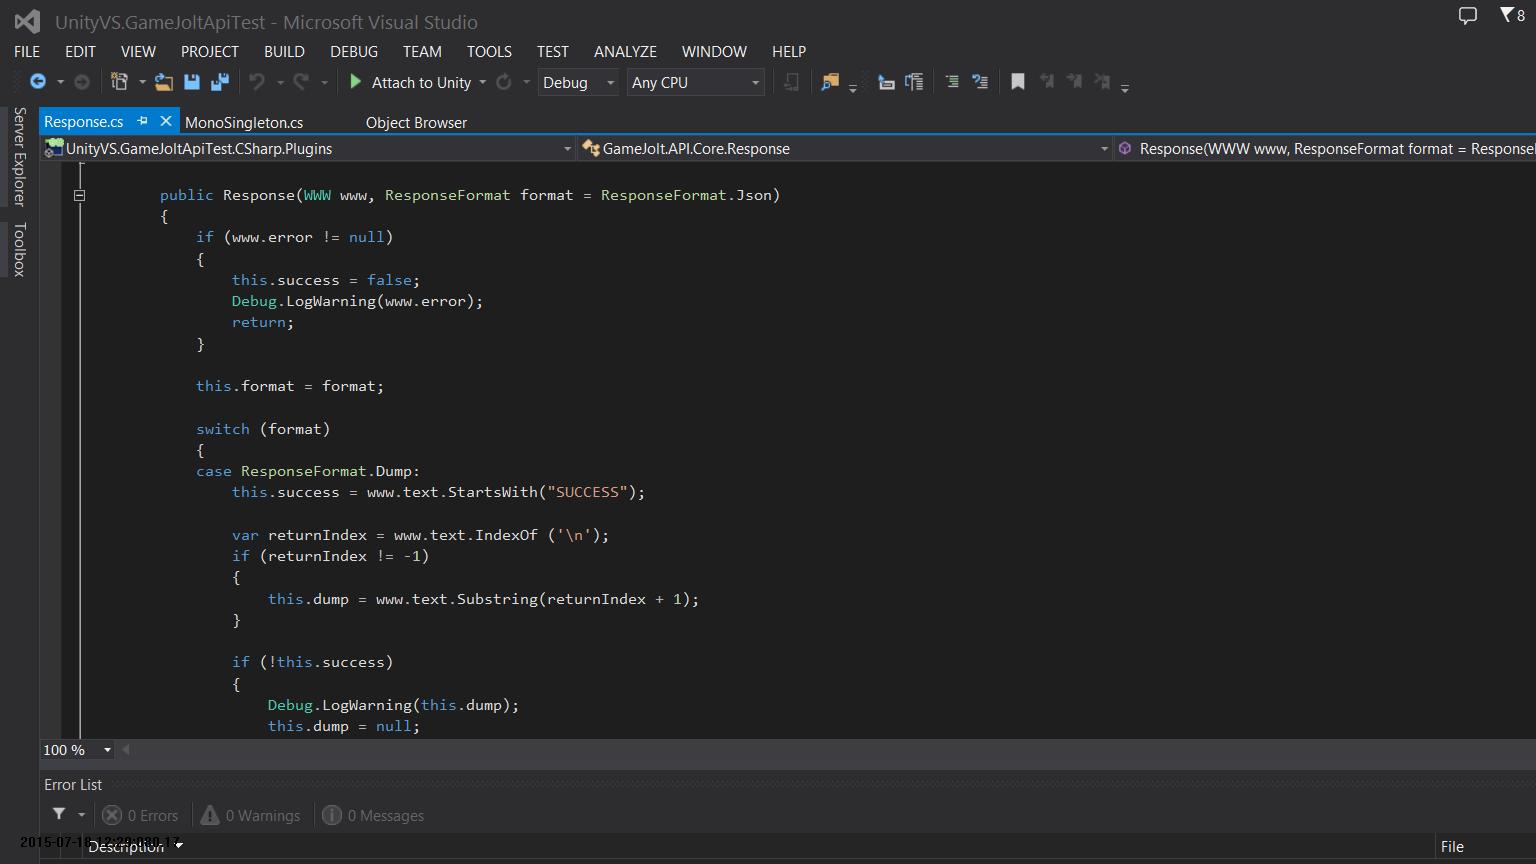 UnityVS.GameJoltApiTest - Microsoft Visual Studio
8
FILE EDIT VIEW PROJECT BUILD DEBUG TEAM TOOLS TEST ANALYZE WINDOW HELP
Attach to Unity Debug Any CPU
Server Explorer
Toolbox
Response.cs MonoSingleton.cs Object Browser
UnityVS.GameJoltApiTest.CSharp.Plugins GameJolt.API.Core.Response Response(WWW www, ResponseFormat format = Response
public Response(WWW www, ResponseFormat format = ResponseFormat.Json)
{
if (www.error != null)
{
this.success = false;
Debug.LogWarning(www.error);
return;
}
this.format = format;
switch (format)
{
case ResponseFormat.Dump:
this.success = www.text.StartsWith("SUCCESS");
var returnIndex = www.text.IndexOf ('\n');
if (returnIndex != -1)
{
this.dump = www.text.Substring(returnIndex + 1);
}
if (!this.success)
{
Debug.LogWarning(this.dump);
this.dump = null;
100 %
Error List
0 Errors 0 Warnings 0 Messages
Description File